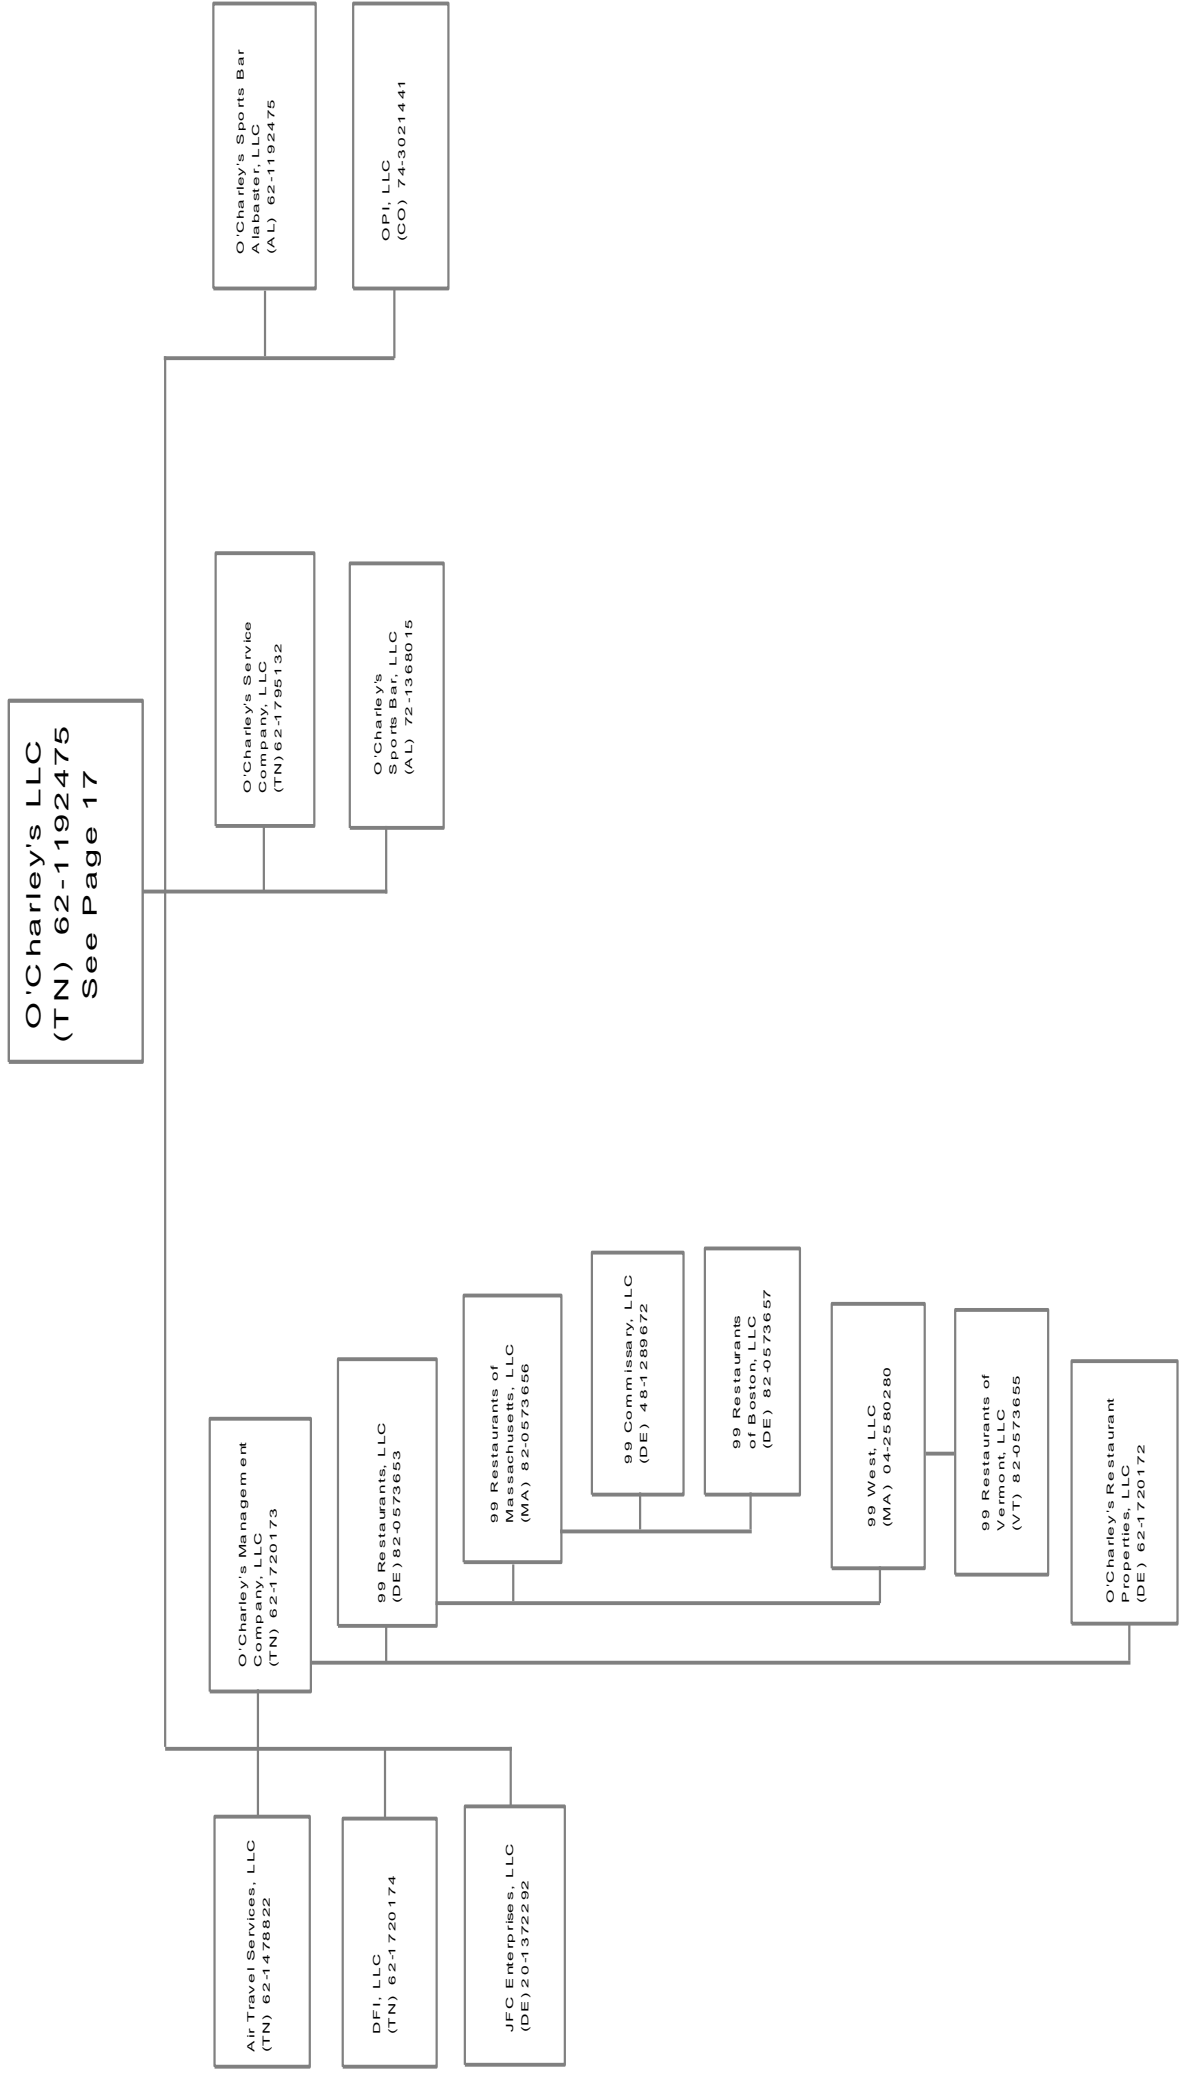 O'Charley's LLC
(TN) 62-1192475
See Page 17
Air Travel Services, LLC
(TN) 62-1478822
DFI, LLC
(TN) 62-1720174
JFC Enterprises, LLC
(DE) 20-1372292
O'Charley's Management
Company, LLC
(TN) 62-1720173
99 Restaurants, LLC
(DE) 82-0573653
99 Restaurants of
Massachusetts, LLC
(MA) 82-0573656
99 Commissary, LLC
(DE) 48-1289672
99 Restaurants
of Boston, LLC
(DE) 82-0573657
99 West, LLC
(MA) 04-2580280
99 Restaurants of
Vermont, LLC
(VT) 82-0573655
O'Charley's Restaurant
Properties, LLC
(DE) 62-1720172
O'Charley's Service
Company, LLC
(TN) 62-1795132
O'Charley's
Sports Bar, LLC
(AL) 72-1368015
O'Charley's Sports Bar
Alabaster, LLC
(AL) 62-1192475
OPI, LLC
(CO) 74-3021441